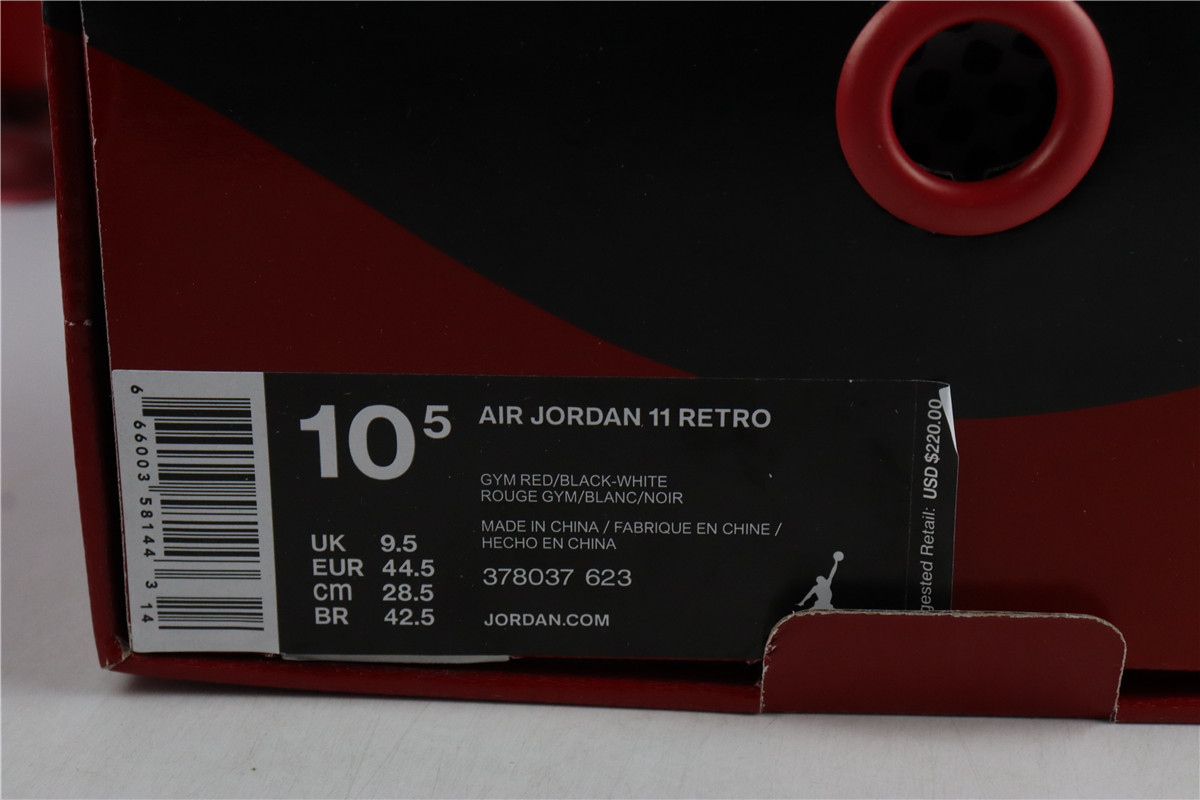 6 66003 58144 3 14
10 5
AIR JORDAN 11 RETRO
GYM RED/BLACK-WHITE
ROUGE GYM/BLANC/NOIR
MADE IN CHINA / FABRIQUE EN CHINE /
HECHO EN CHINA
378037 623
JORDAN.COM
UK 9.5
EUR 44.5
cm 28.5
BR 42.5
gested Retail: USD $220.00